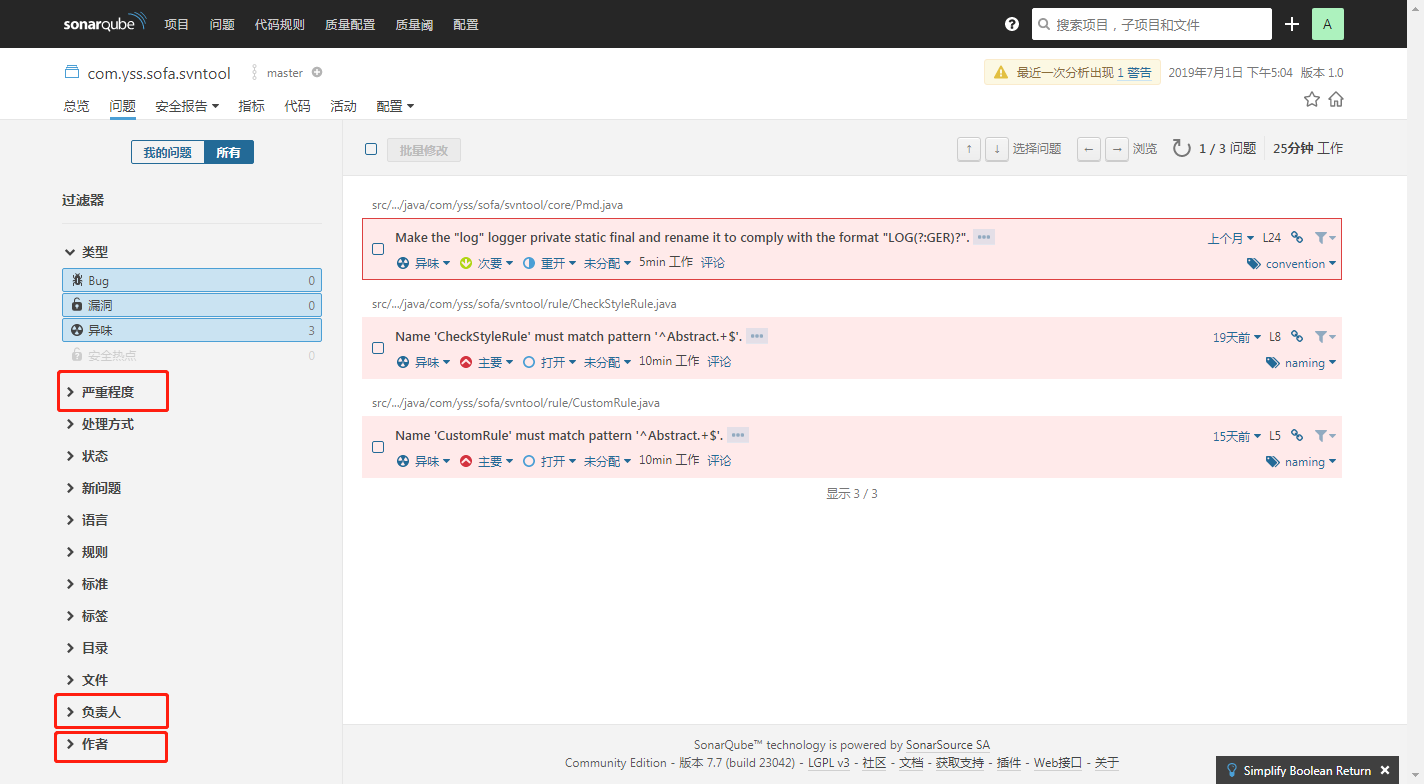 sonarqube 项目 问题 代码规则 质量配置 质量阈 配置 搜索项目，子项目和文件 A
com.yss.sofa.svntool master 最近一次分析出现 1 警告 2019年7月1日 下午5:04 版本 1.0
总览 问题 安全报告 指标 代码 活动 配置
我的问题 所有
过滤器
类型
Bug 0
漏洞 0
异味 3
安全热点 0
严重程度
处理方式
状态
新问题
语言
规则
标准
标签
目录
文件
负责人
作者
批量修改 ↑ ↓ 选择问题 ← → 浏览 1 / 3 问题 25分钟 工作
src/.../java/com/yss/sofa/svntool/core/Pmd.java
Make the "log" logger private static final and rename it to comply with the format "LOG(?:GER)?". 上个月 L24
异味 次要 重开 未分配 5min 工作 评论 convention
src/.../java/com/yss/sofa/svntool/rule/CheckStyleRule.java
Name 'CheckStyleRule' must match pattern '^Abstract.+$'. 19天前 L8
异味 主要 打开 未分配 10min 工作 评论 naming
src/.../java/com/yss/sofa/svntool/rule/CustomRule.java
Name 'CustomRule' must match pattern '^Abstract.+$'. 15天前 L5
异味 主要 打开 未分配 10min 工作 评论 naming
显示 3 / 3
SonarQube™ technology is powered by SonarSource SA
Community Edition - 版本 7.7 (build 23042) - LGPL v3 - 社区 - 文档 - 获取支持 - 插件 - Web接口 - 关于
Simplify Boolean Return